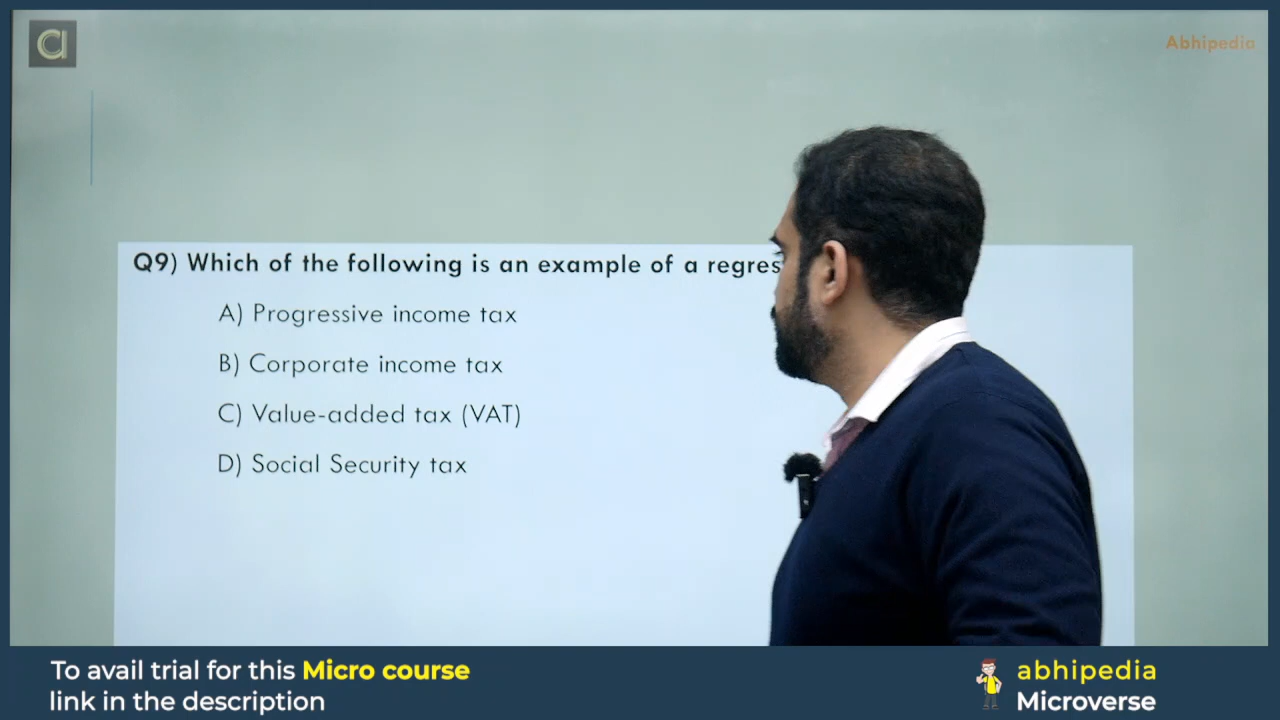 Abhipedia
Q9) Which of the following is an example of a
A) Progressive income tax
B) Corporate income tax
C) Value-added tax (VAT)
D) Social Security tax
To avail trial for this Micro course
link in the description
abhipedia
Microverse